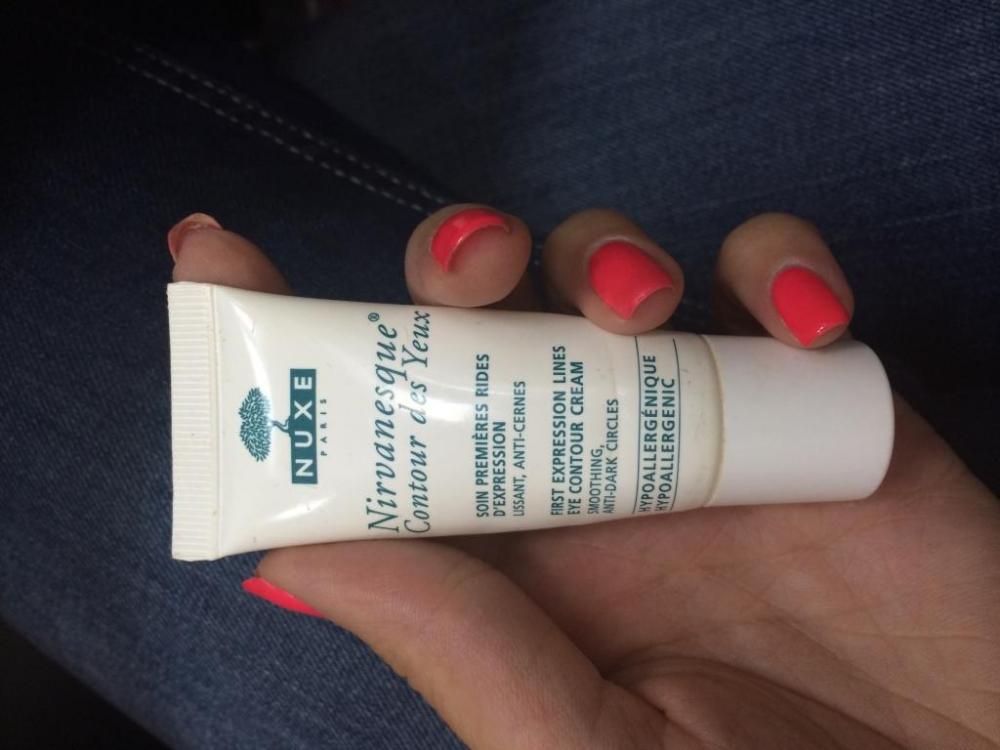 NUXE
PARIS
Nirvanesque®
Contour des Yeux
SOIN PREMIÈRES RIDES
D'EXPRESSION
LISSANT, ANTI-CERNES
FIRST EXPRESSION LINES
EYE CONTOUR CREAM
SMOOTHING,
ANTI-DARK CIRCLES
HYPOALLERGÉNIQUE
HYPOALLERGENIC